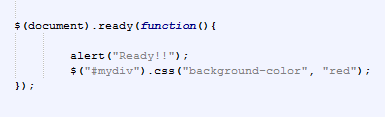 $(document).ready(function(){
alert("Ready!!");
$("#mydiv").css("background-color", "red");
});